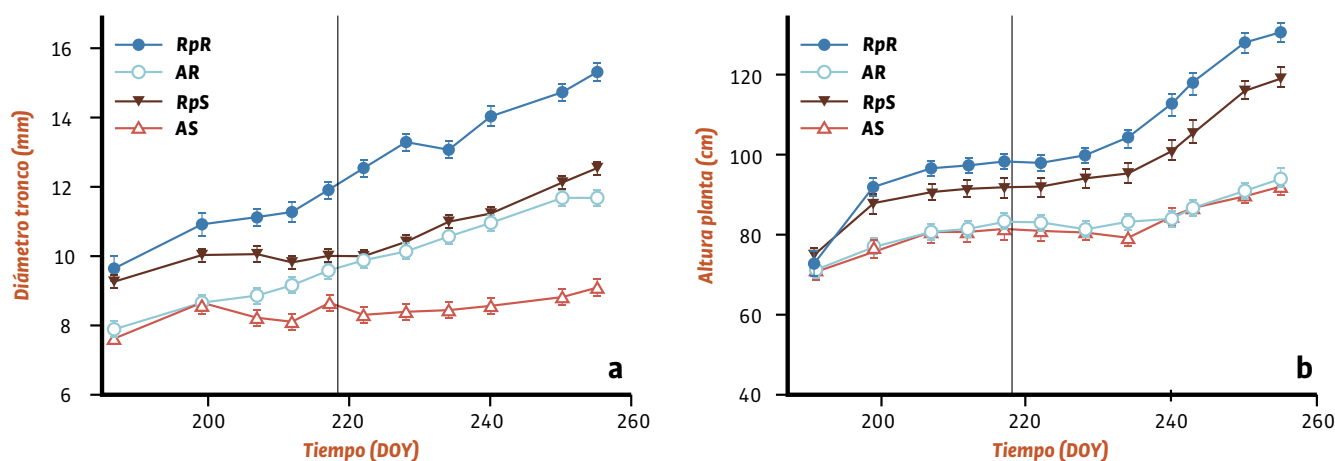 16
14
12
10
8
6
Diámetro tronco (mm)
RpR
AR
RpS
AS
a
200
220
240
260
Tiempo (DOY)
120
100
80
60
40
Altura planta (cm)
RpR
AR
RpS
AS
b
200
220
240
260
Tiempo (DOY)